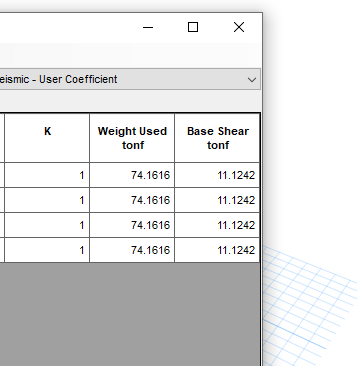 eismic - User Coefficient
K Weight Used Base Shear
tonf tonf
1 74.1616 11.1242
1 74.1616 11.1242
1 74.1616 11.1242
1 74.1616 11.1242